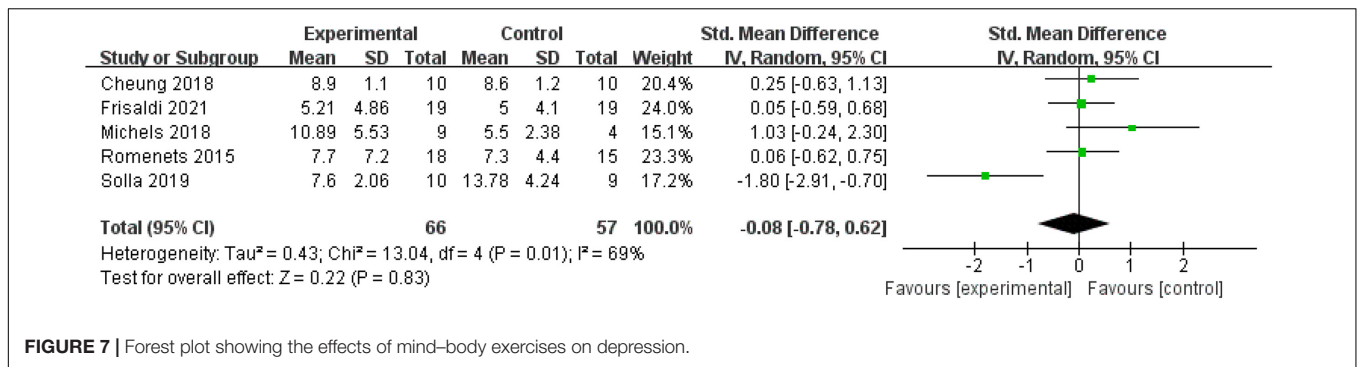 Experimental Control Std. Mean Difference Std. Mean Difference
Study or Subgroup Mean SD Total Mean SD Total Weight IV, Random, 95% CI IV, Random, 95% CI
Cheung 2018 8.9 1.1 10 8.6 1.2 10 20.4% 0.25 [-0.63, 1.13]
Frisaldi 2021 5.21 4.86 19 5 4.1 19 24.0% 0.05 [-0.59, 0.68]
Michels 2018 10.89 5.53 9 5.5 2.38 4 15.1% 1.03 [-0.24, 2.30]
Romenets 2015 7.7 7.2 18 7.3 4.4 15 23.3% 0.06 [-0.62, 0.75]
Solla 2019 7.6 2.06 10 13.78 4.24 9 17.2% -1.80 [-2.91, -0.70]
Total (95% CI) 66 57 100.0% -0.08 [-0.78, 0.62]
Heterogeneity: Tau² = 0.43; Chi² = 13.04, df = 4 (P = 0.01); I² = 69%
Test for overall effect: Z = 0.22 (P = 0.83)
-2 -1 0 1 2
Favours [experimental] Favours [control]
FIGURE 7 | Forest plot showing the effects of mind–body exercises on depression.